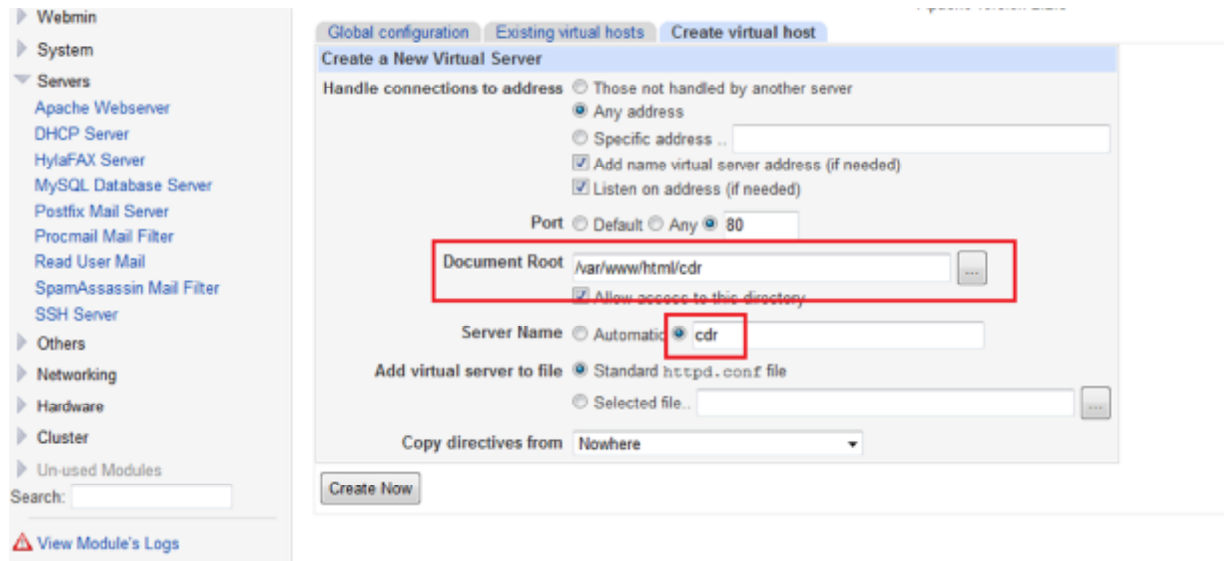 Webmin
System
Servers
Apache Webserver
DHCP Server
HylaFAX Server
MySQL Database Server
Postfix Mail Server
Procmail Mail Filter
Read User Mail
SpamAssassin Mail Filter
SSH Server
Others
Networking
Hardware
Cluster
Un-used Modules
Search:
View Module's Logs
Global configuration Existing virtual hosts Create virtual host
Create a New Virtual Server
Handle connections to address Those not handled by another server
Any address
Specific address ..
Add name virtual server address (if needed)
Listen on address (if needed)
Port Default Any 80
Document Root /var/www/html/cdr ...
Allow access to this directory
Server Name Automatic cdr
Add virtual server to file Standard httpd.conf file
Selected file.. ...
Copy directives from Nowhere
Create Now